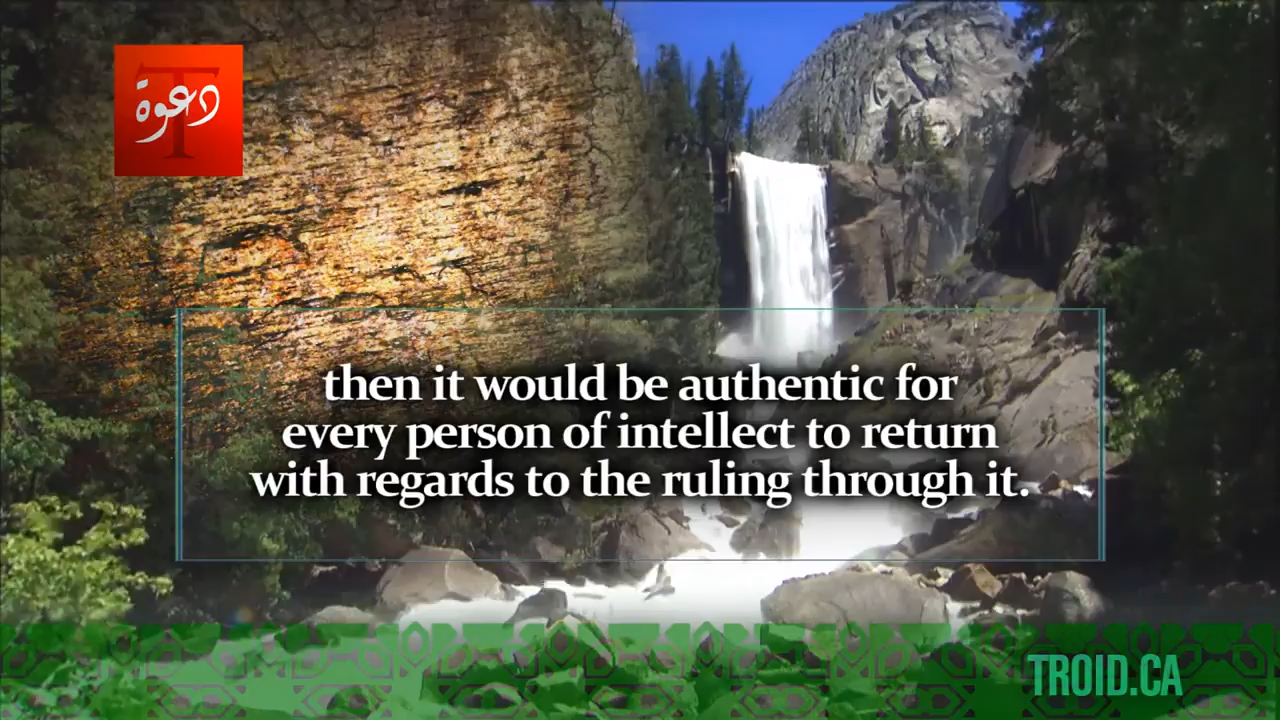 T
دعوة
then it would be authentic for
every person of intellect to return
with regards to the ruling through it.
TROID.CA